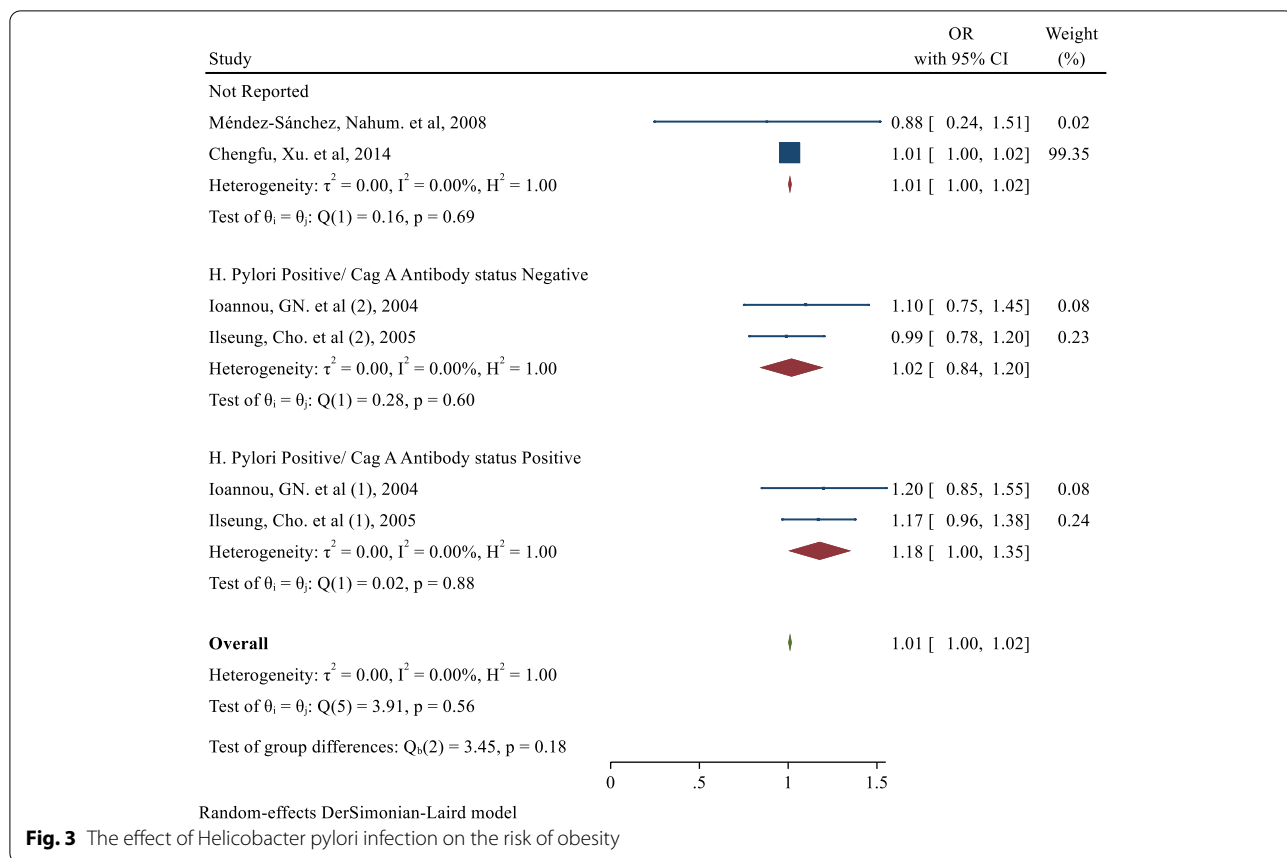 OR Weight
Study with 95% CI (%)
Not Reported
Méndez-Sánchez, Nahum. et al, 2008 0.88 [ 0.24, 1.51] 0.02
Chengfu, Xu. et al, 2014 1.01 [ 1.00, 1.02] 99.35
Heterogeneity: τ² = 0.00, I² = 0.00%, H² = 1.00 1.01 [ 1.00, 1.02]
Test of θᵢ = θⱼ: Q(1) = 0.16, p = 0.69
H. Pylori Positive/ Cag A Antibody status Negative
Ioannou, GN. et al (2), 2004 1.10 [ 0.75, 1.45] 0.08
Ilseung, Cho. et al (2), 2005 0.99 [ 0.78, 1.20] 0.23
Heterogeneity: τ² = 0.00, I² = 0.00%, H² = 1.00 1.02 [ 0.84, 1.20]
Test of θᵢ = θⱼ: Q(1) = 0.28, p = 0.60
H. Pylori Positive/ Cag A Antibody status Positive
Ioannou, GN. et al (1), 2004 1.20 [ 0.85, 1.55] 0.08
Ilseung, Cho. et al (1), 2005 1.17 [ 0.96, 1.38] 0.24
Heterogeneity: τ² = 0.00, I² = 0.00%, H² = 1.00 1.18 [ 1.00, 1.35]
Test of θᵢ = θⱼ: Q(1) = 0.02, p = 0.88
Overall 1.01 [ 1.00, 1.02]
Heterogeneity: τ² = 0.00, I² = 0.00%, H² = 1.00
Test of θᵢ = θⱼ: Q(5) = 3.91, p = 0.56
Test of group differences: Q_b(2) = 3.45, p = 0.18
0 .5 1 1.5
Random-effects DerSimonian-Laird model
Fig. 3 The effect of Helicobacter pylori infection on the risk of obesity